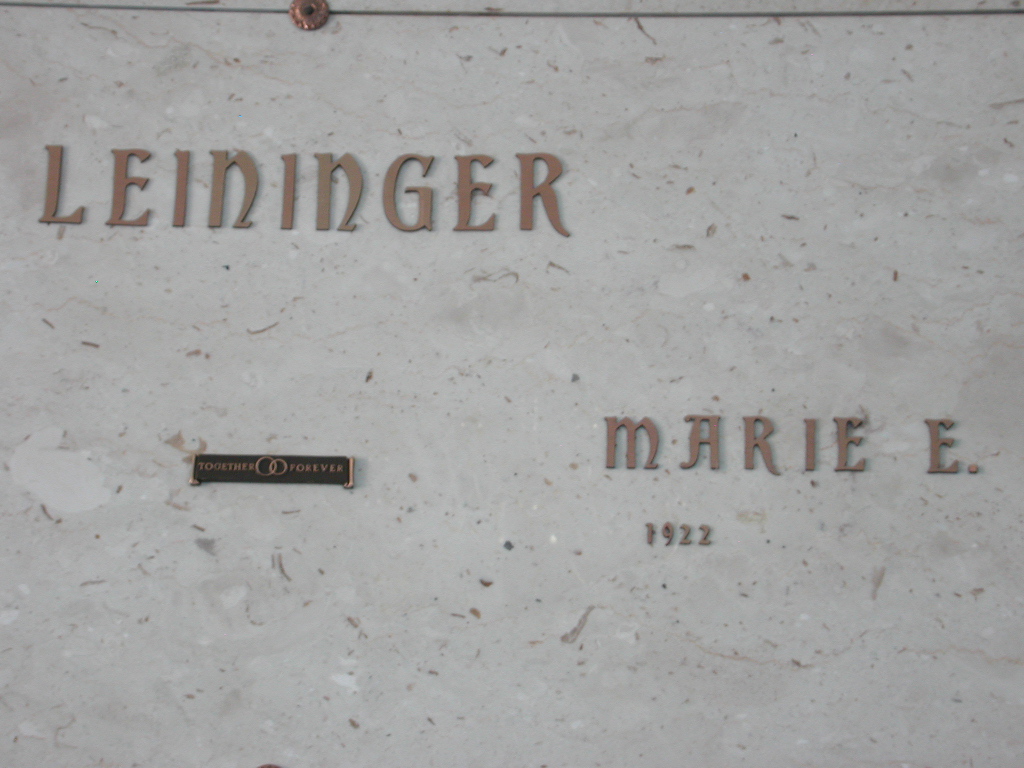 LEININGER
TOGETHER FOREVER
MARIE E.
1922